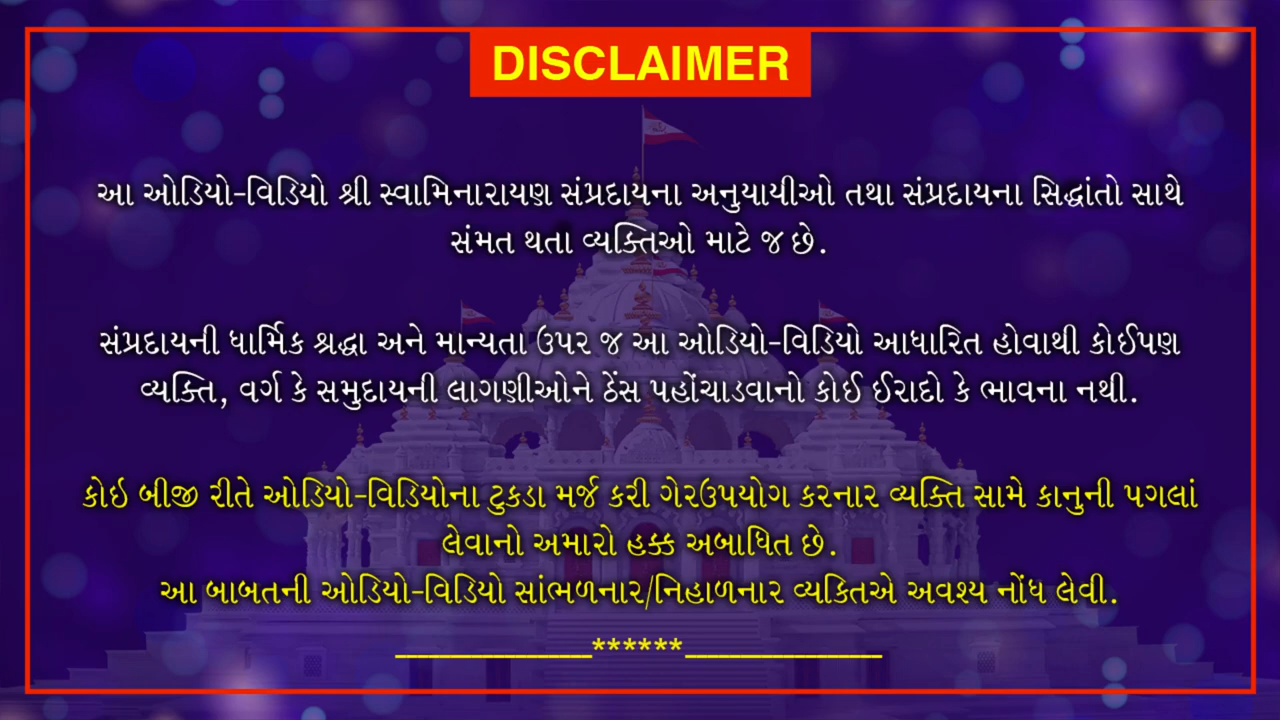 DISCLAIMER
આ ઓડિયો-વિડિયો શ્રી સ્વામિનારાયણ સંપ્રદાયના અનુયાયીઓ તથા સંપ્રદાયના સિદ્ધાંતો સાથે
સંમત થતા વ્યક્તિઓ માટે જ છે.
સંપ્રદાયની ધાર્મિક શ્રદ્ધા અને માન્યતા ઉપર જ આ ઓડિયો-વિડિયો આધારિત હોવાથી કોઈપણ
વ્યક્તિ, વર્ગ કે સમુદાયની લાગણીઓને ઠેંસ પહોંચાડવાનો કોઈ ઈરાદો કે ભાવના નથી.
કોઇ બીજી રીતે ઓડિયો-વિડિયોના ટુકડા મર્જ કરી ગેરઉપયોગ કરનાર વ્યક્તિ સામે કાનુની પગલાં
લેવાનો અમારો હક્ક અબાધિત છે.
આ બાબતની ઓડિયો-વિડિયો સાંભળનાર/નિહાળનાર વ્યકિતએ અવશ્ય નોંધ લેવી.
________________******________________